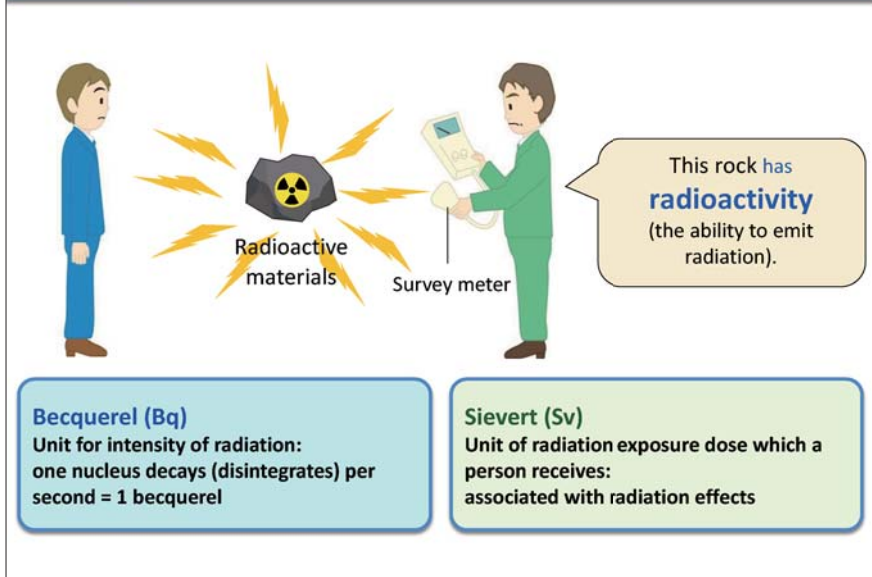 This rock has
radioactivity
(the ability to emit
radiation).
Radioactive
materials
Survey meter
Becquerel (Bq)
Unit for intensity of radiation:
one nucleus decays (disintegrates) per
second = 1 becquerel
Sievert (Sv)
Unit of radiation exposure dose which a
person receives:
associated with radiation effects